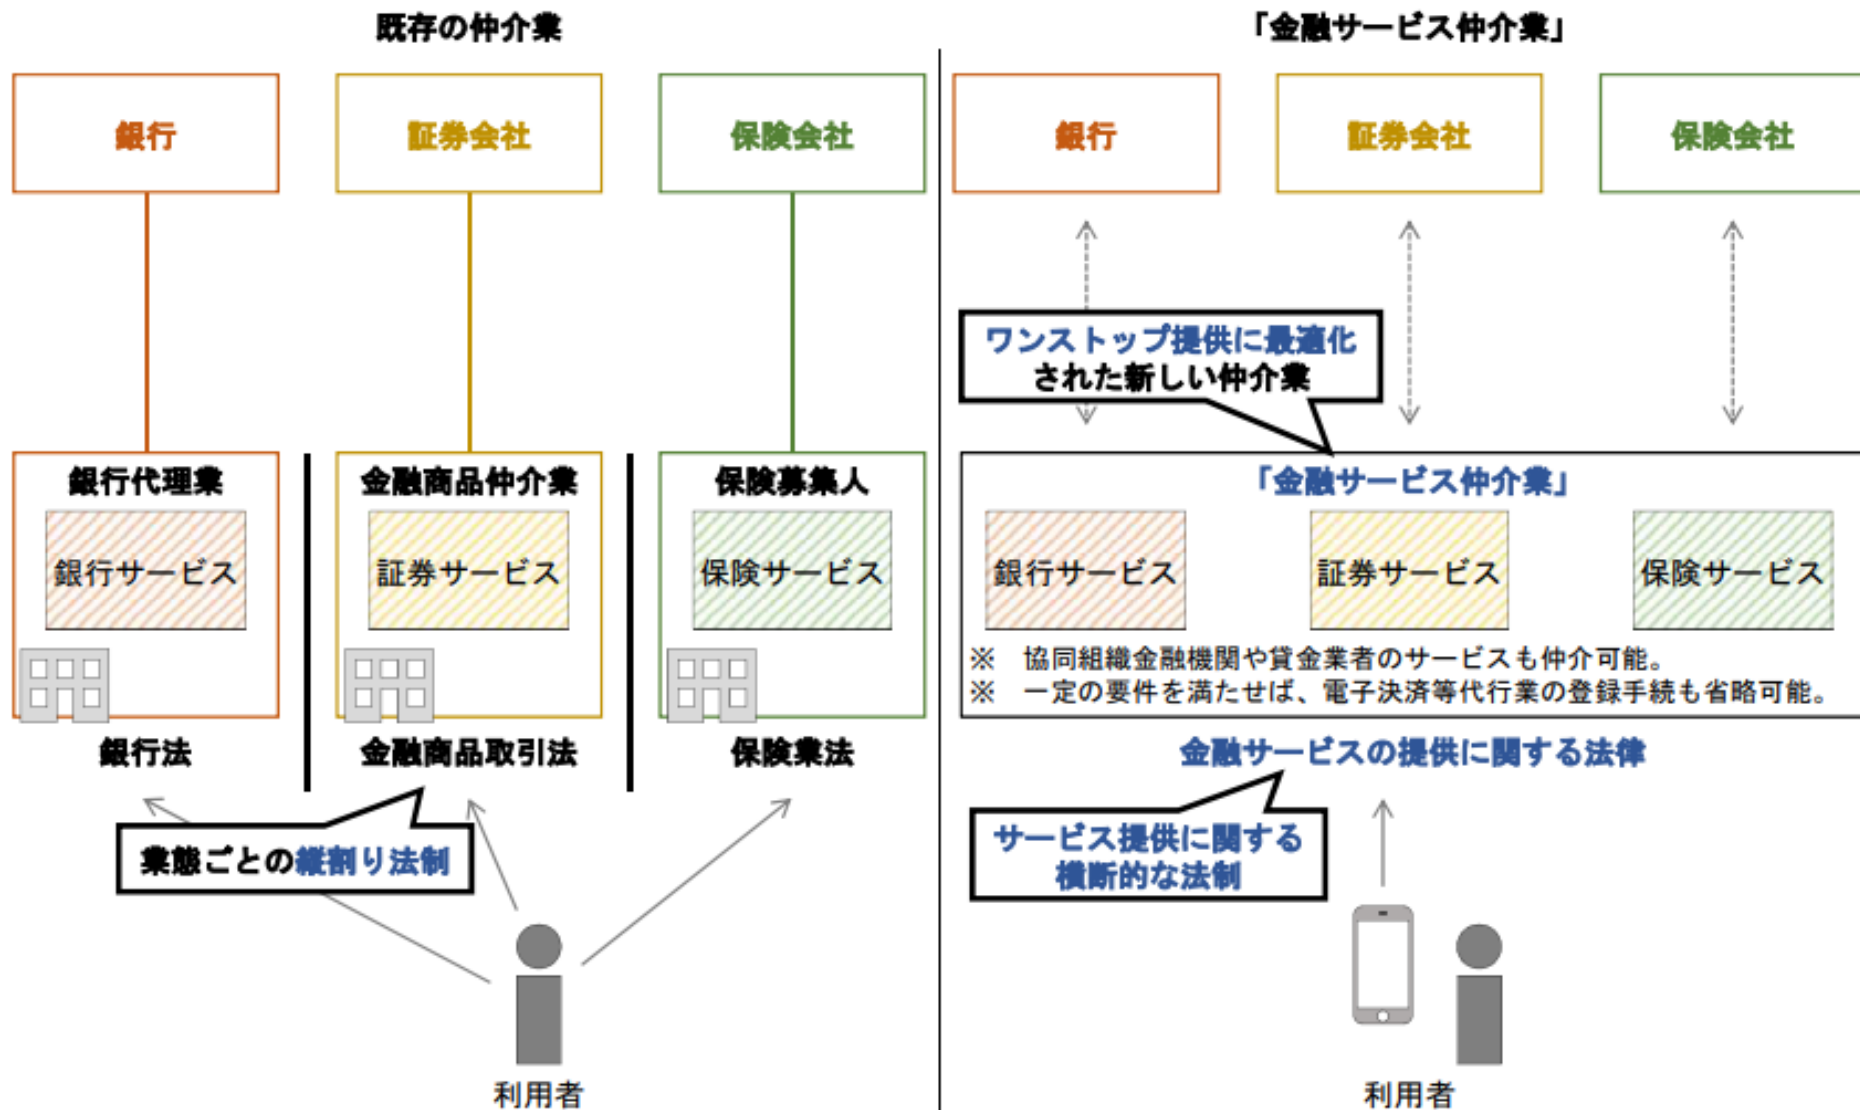 既存の仲介業
銀行
証券会社
保険会社
銀行代理業
銀行サービス
銀行法
金融商品仲介業
証券サービス
金融商品取引法
保険募集人
保険サービス
保険業法
業態ごとの縦割り法制
利用者
「金融サービス仲介業」
銀行
証券会社
保険会社
ワンストップ提供に最適化
された新しい仲介業
「金融サービス仲介業」
銀行サービス
証券サービス
保険サービス
※ 協同組織金融機関や貸金業者のサービスも仲介可能。
※ 一定の要件を満たせば、電子決済等代行業の登録手続も省略可能。
金融サービスの提供に関する法律
サービス提供に関する
横断的な法制
利用者